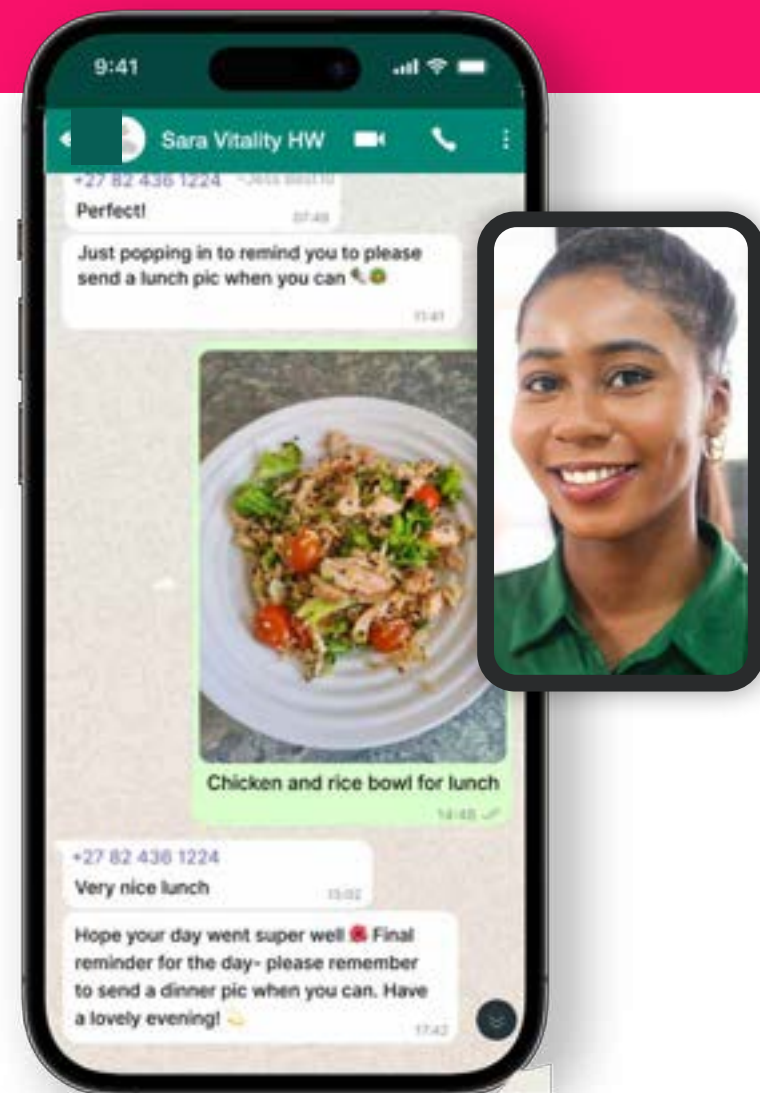 9:41
Sara Vitality HW
+27 82 436 1224
Perfect!
07:48
Just popping in to remind you to please
send a lunch pic when you can
11:41
Chicken and rice bowl for lunch
14:48
+27 82 436 1224
Very nice lunch
15:02
Hope your day went super well 🌺 Final
reminder for the day- please remember
to send a dinner pic when you can. Have
a lovely evening! 💫
17:42